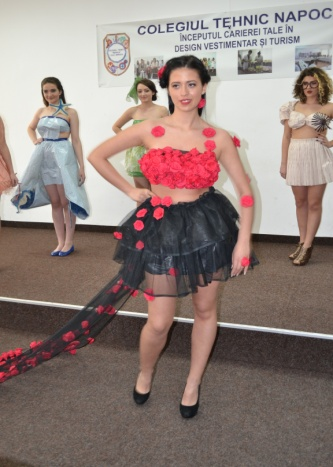 COLEGIUL TEHNIC NAPOC
ÎNCEPUTUL CARIEREI TALE ÎN
DESIGN VESTIMENTAR ȘI TURISM